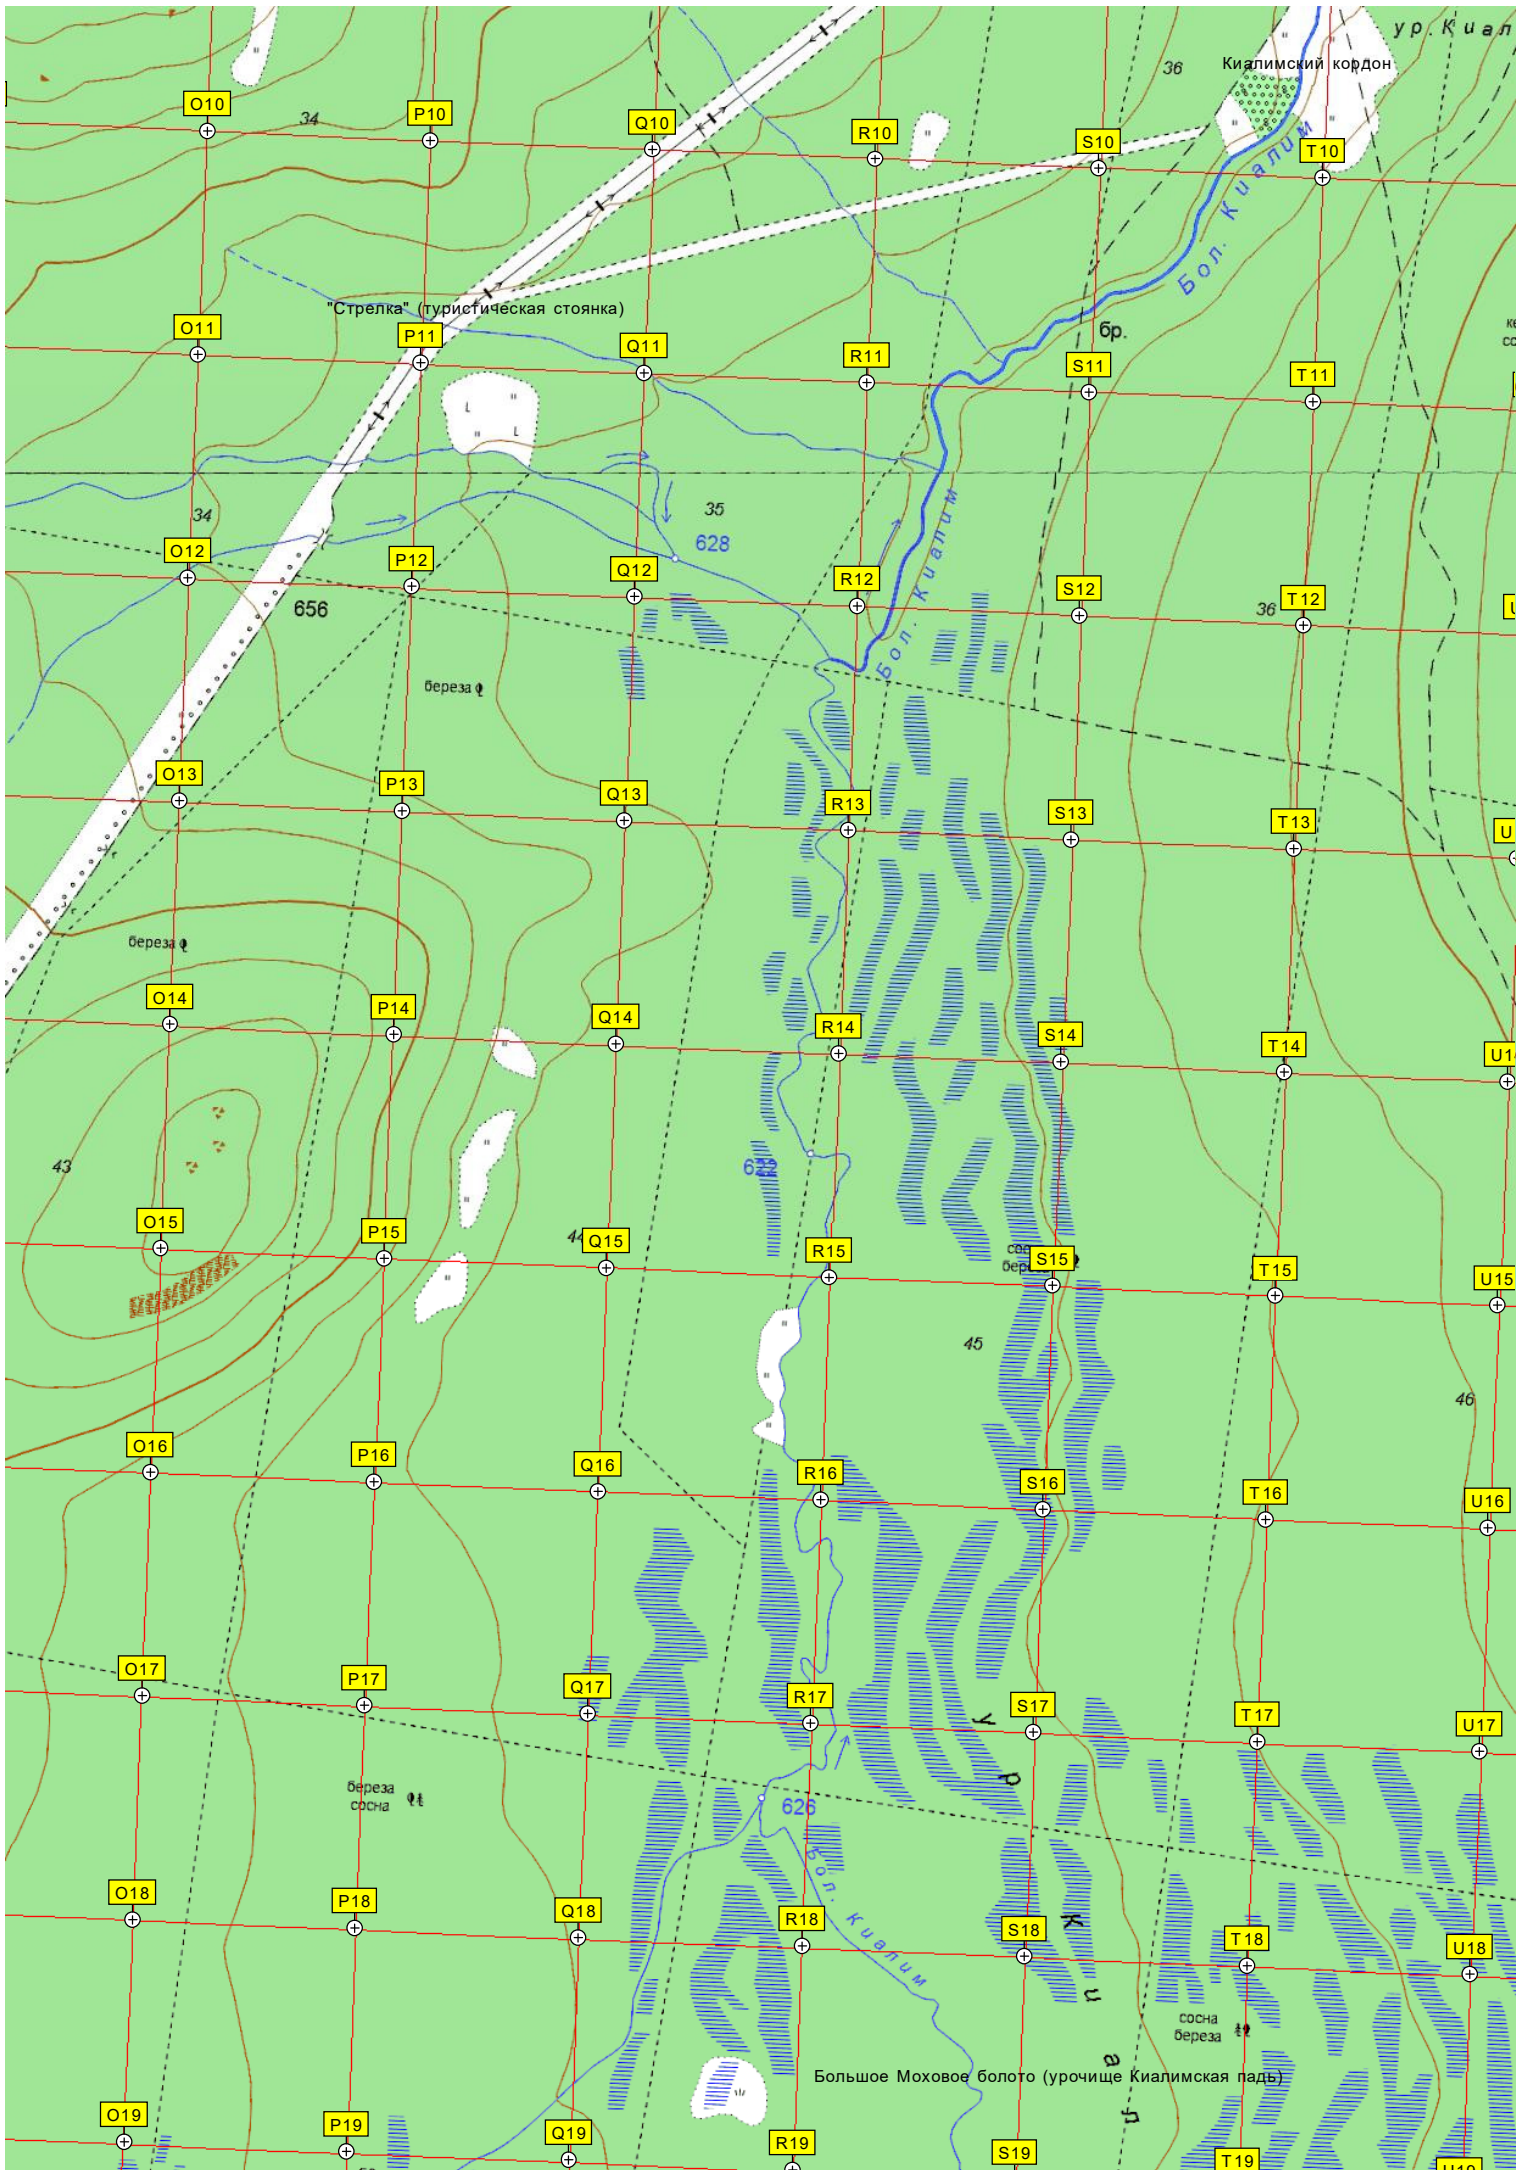 ур. Киал
36
Киалимский кордон
O10
34
P10
Q10
R10
S10
T10
Бол. Киалим
"Стрелка" (туристическая стоянка)
O11
P11
Q11
R11
бр.
S11
T11
L
L
34
35
628
Бол. Киалим
O12
P12
Q12
R12
S12
36
T12
656
береза
O13
P13
Q13
R13
S13
T13
U
береза
O14
P14
Q14
R14
S14
T14
43
622
O15
P15
44
Q15
R15
S15
T15
U15
45
46
O16
P16
Q16
R16
S16
T16
U16
O17
P17
Q17
R17
S17
T17
U17
у р К и а л
береза
сосна
626
Бол. Киалим
O18
P18
Q18
R18
S18
T18
U18
сосна
береза
Большое Моховое болото (урочище Киалимская падь)
O19
P19
Q19
R19
S19
T19
U19